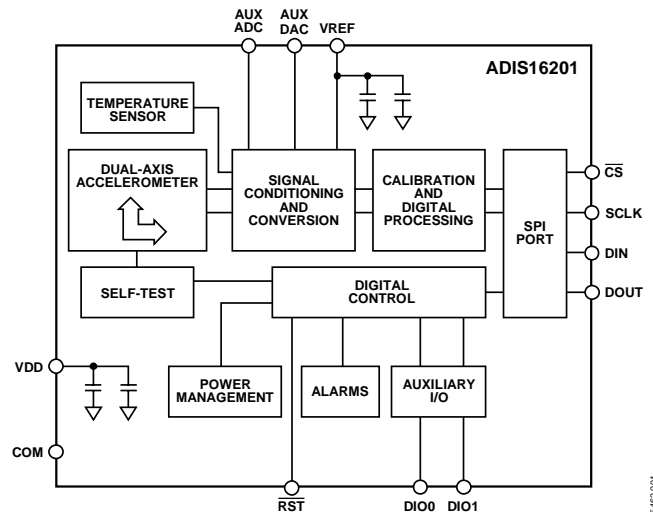 AUX
ADC
AUX
DAC
VREF
ADIS16201
TEMPERATURE
SENSOR
DUAL-AXIS
ACCELEROMETER
SIGNAL
CONDITIONING
AND
CONVERSION
CALIBRATION
AND
DIGITAL
PROCESSING
SPI
PORT
CS
SCLK
DIN
DOUT
SELF-TEST
DIGITAL
CONTROL
VDD
POWER
MANAGEMENT
ALARMS
AUXILIARY
I/O
COM
RST
DIO0 DIO1